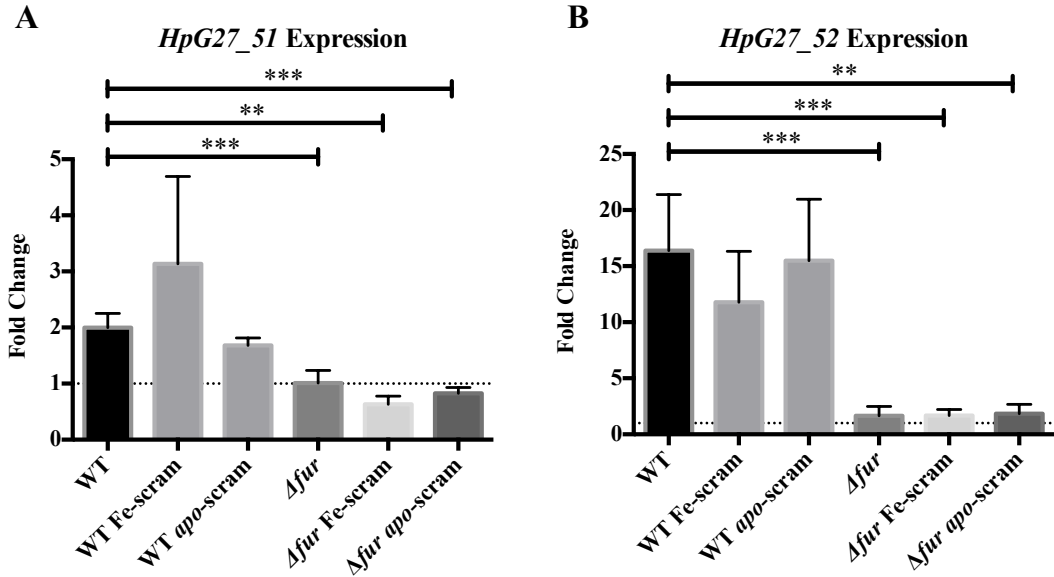 A
HpG27_51 Expression
***
**
***
Fold Change
5
4
3
2
1
0
WT
WT Fe-scram
WT apo-scram
Δfur
Δfur Fe-scram
Δfur apo-scram
B
HpG27_52 Expression
**
***
***
Fold Change
25
20
15
10
5
0
WT
WT Fe-scram
WT apo-scram
Δfur
Δfur Fe-scram
Δfur apo-scram